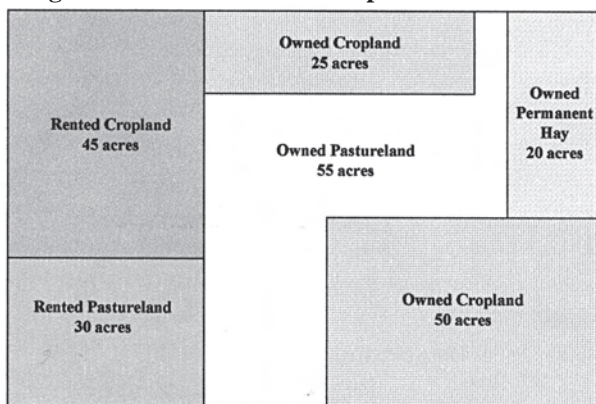 Owned Cropland
25 acres
Owned
Permanent
Hay
20 acres
Rented Cropland
45 acres
Owned Pastureland
55 acres
Rented Pastureland
30 acres
Owned Cropland
50 acres